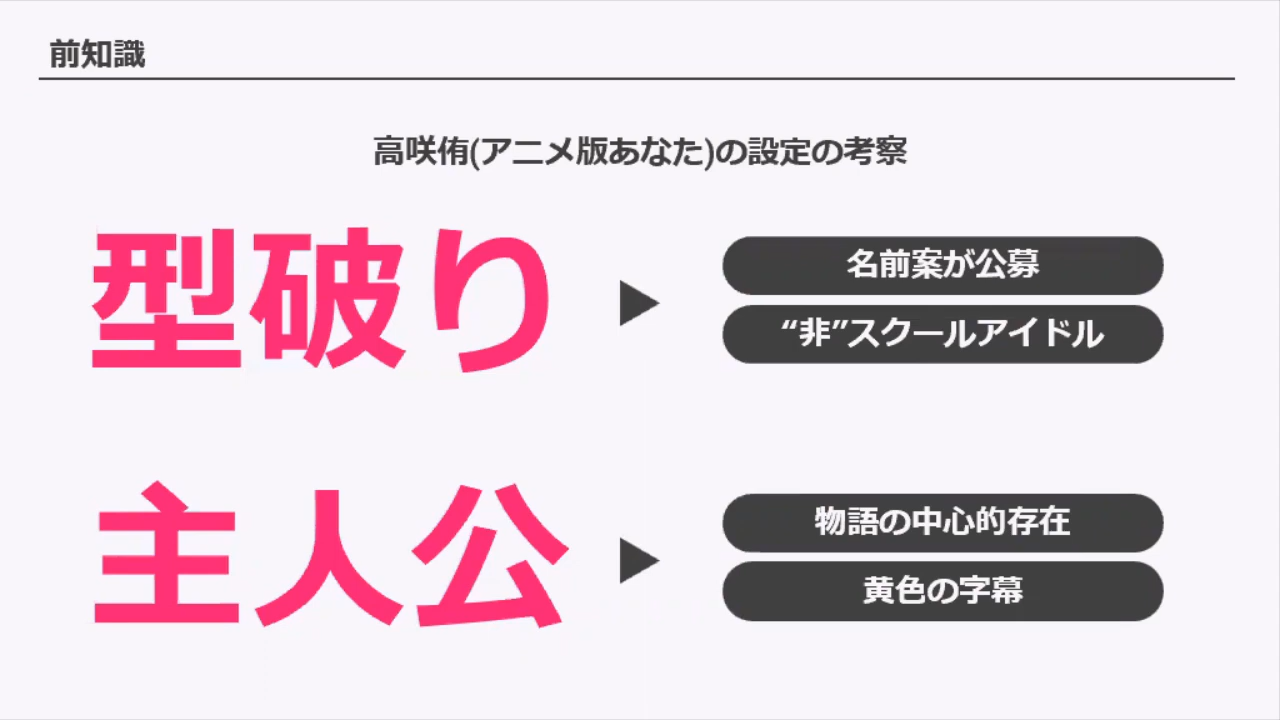 前知識
高咲侑(アニメ版あなた)の設定の考察
型破り
名前案が公募
“非”スクールアイドル
主人公
物語の中心的存在
黄色の字幕